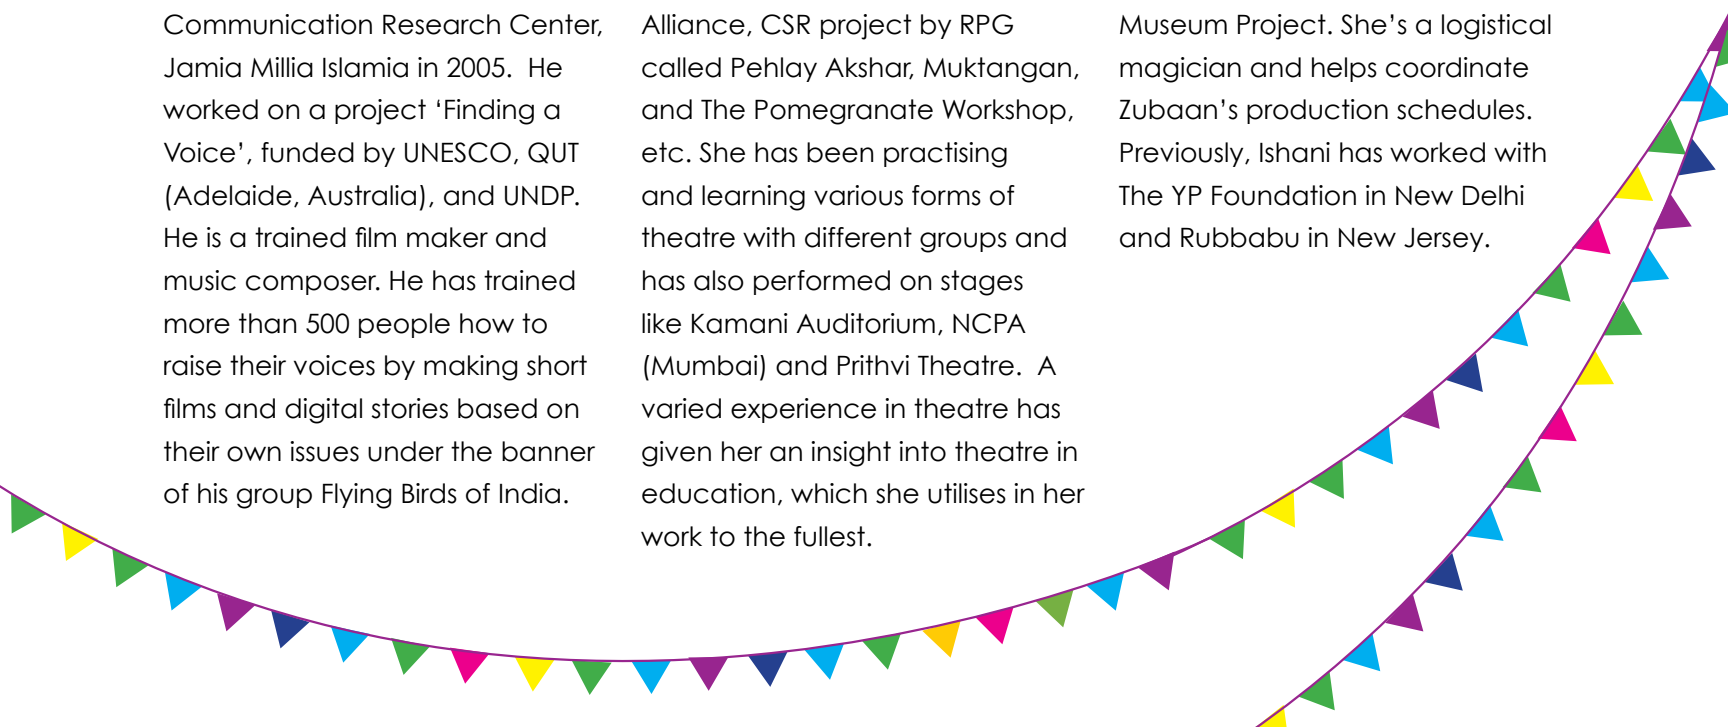 Communication Research Center,
Jamia Millia Islamia in 2005.  He
worked on a project ‘Finding a
Voice’, funded by UNESCO, QUT
(Adelaide, Australia), and UNDP.
He is a trained film maker and
music composer. He has trained
more than 500 people how to
raise their voices by making short
films and digital stories based on
their own issues under the banner
of his group Flying Birds of India.
Alliance, CSR project by RPG
called Pehlay Akshar, Muktangan,
and The Pomegranate Workshop,
etc. She has been practising
and learning various forms of
theatre with different groups and
has also performed on stages
like Kamani Auditorium, NCPA
(Mumbai) and Prithvi Theatre.  A
varied experience in theatre has
given her an insight into theatre in
education, which she utilises in her
work to the fullest.
Museum Project. She’s a logistical
magician and helps coordinate
Zubaan’s production schedules.
Previously, Ishani has worked with
The YP Foundation in New Delhi
and Rubbabu in New Jersey.